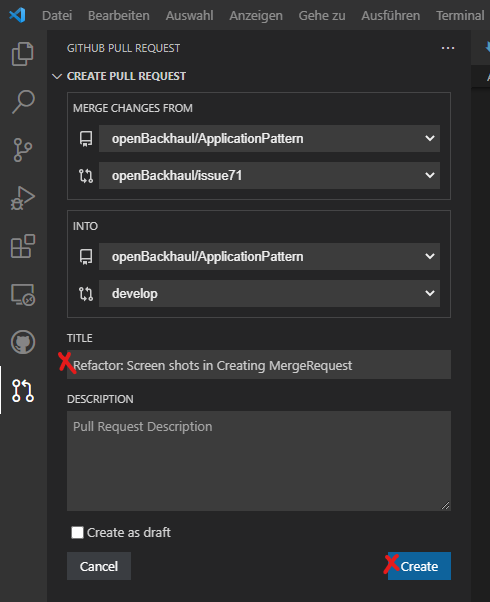 Datei Bearbeiten Auswahl Anzeigen Gehe zu Ausführen Terminal
GITHUB PULL REQUEST
CREATE PULL REQUEST
MERGE CHANGES FROM
openBackhaul/ApplicationPattern
openBackhaul/issue71
INTO
openBackhaul/ApplicationPattern
develop
TITLE
Refactor: Screen shots in Creating MergeRequest
DESCRIPTION
Pull Request Description
Create as draft
Cancel Create